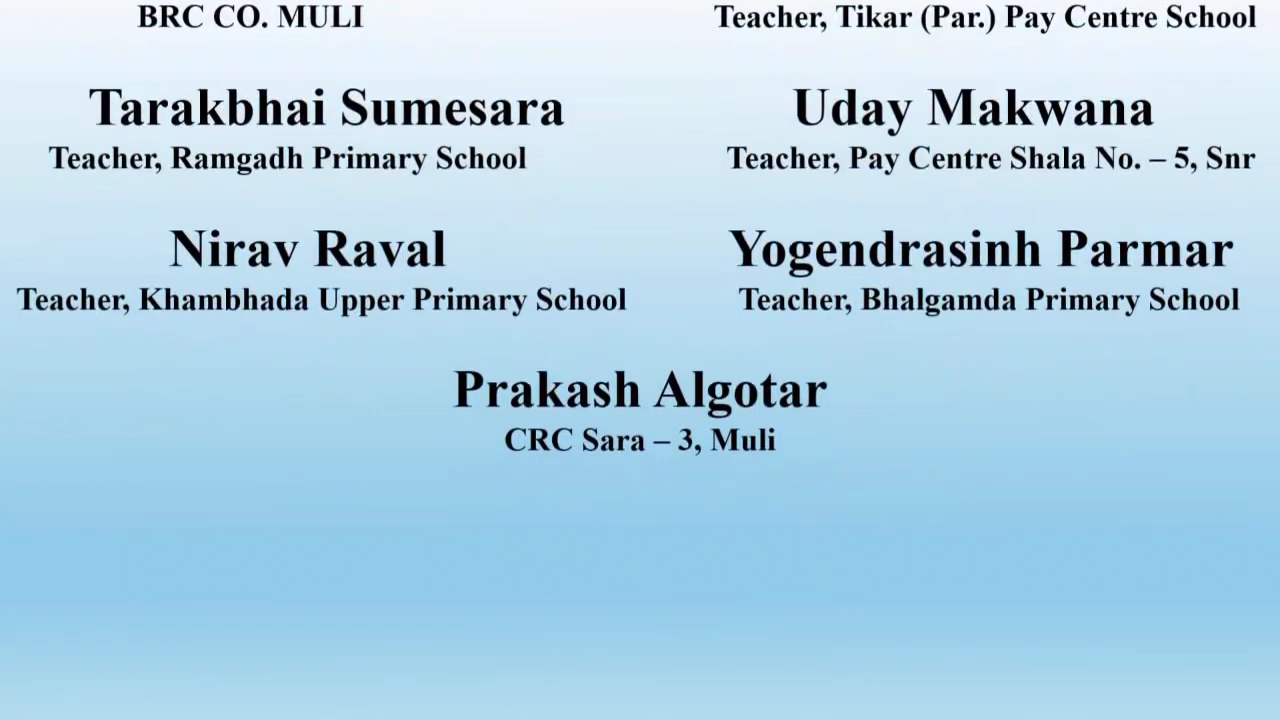 BRC CO. MULI
Teacher, Tikar (Par.) Pay Centre School
Tarakbhai Sumesara
Teacher, Ramgadh Primary School
Uday Makwana
Teacher, Pay Centre Shala No. – 5, Snr
Nirav Raval
Teacher, Khambhada Upper Primary School
Yogendrasinh Parmar
Teacher, Bhalgamda Primary School
Prakash Algotar
CRC Sara – 3, Muli